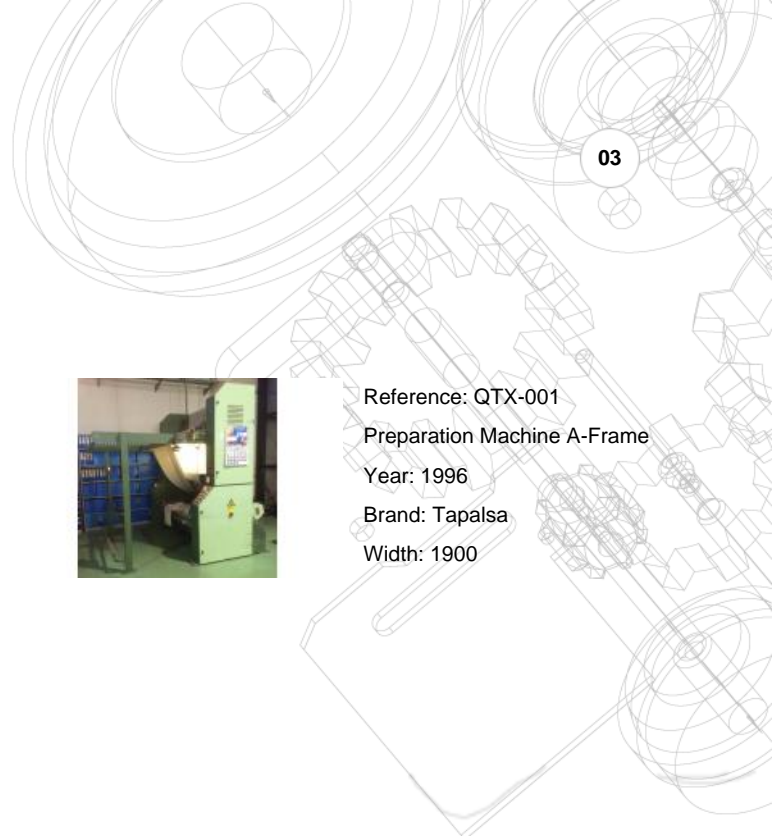 03
Reference: QTX-001
Preparation Machine A-Frame
Year: 1996
Brand: Tapalsa
Width: 1900